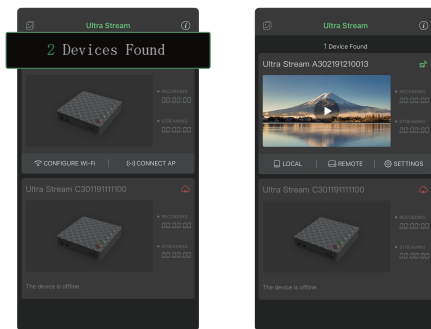 Ultra Stream
2 Devices Found
RECORDING
00:00:00
STREAMING
00:00:00
CONFIGURE Wi-Fi
CONNECT AP
Ultra Stream C301191111100
RECORDING
00:00:00
STREAMING
00:00:00
The device is offline.
Ultra Stream
1 Device Found
Ultra Stream A302191210013
RECORDING
00:00:00
STREAMING
00:00:00
LOCAL
REMOTE
SETTINGS
Ultra Stream C301191111100
RECORDING
00:00:00
STREAMING
00:00:00
The device is offline.